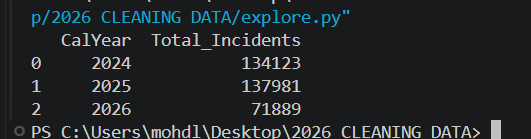 p/2026 CLEANING DATA/explore.py"
CalYear Total_Incidents
0 2024 134123
1 2025 137981
2 2026 71889
PS C:\Users\mohdl\Desktop\2026 CLEANING DATA>